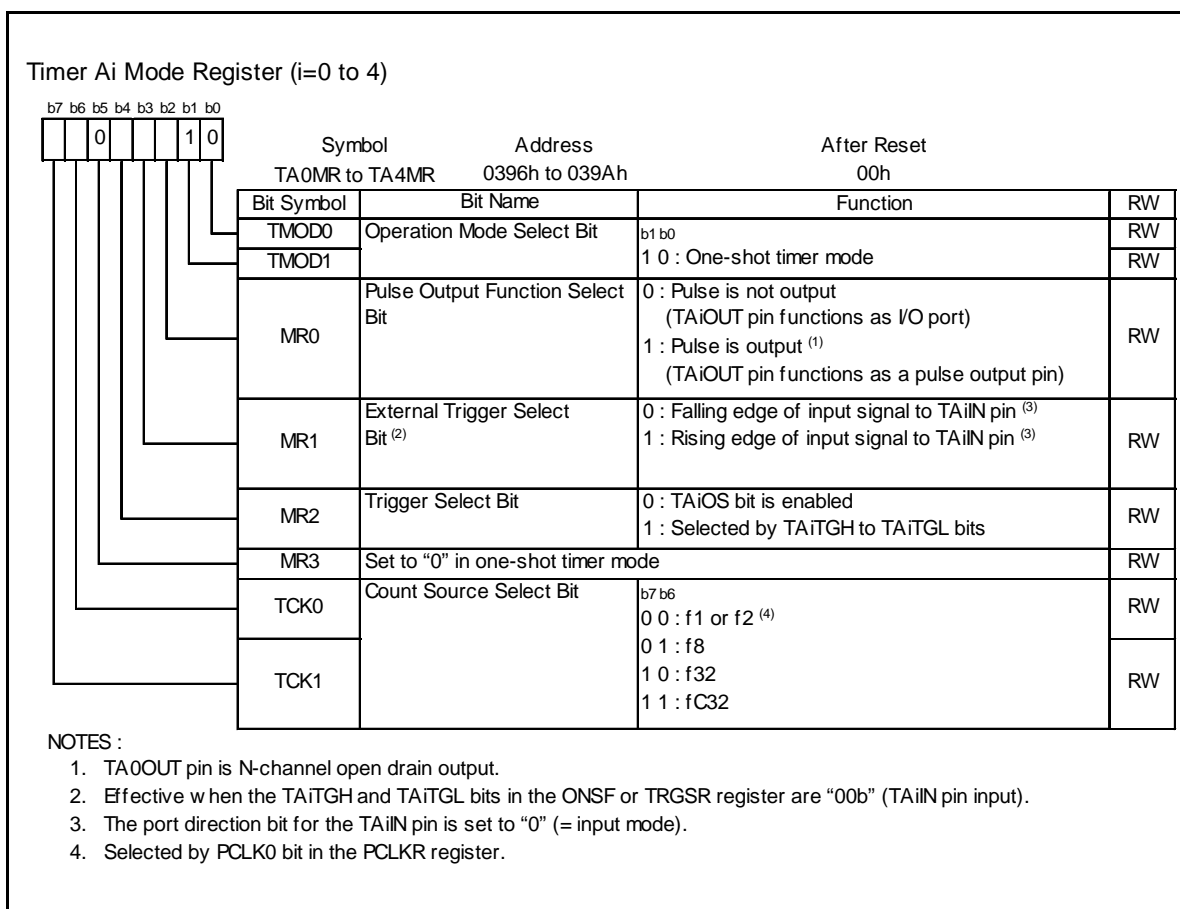 Timer Ai Mode Register (i=0 to 4)
b7 b6 b5 b4 b3 b2 b1 b0
0 1 0
Symbol Address After Reset
TA0MR to TA4MR 0396h to 039Ah 00h
Bit Symbol Bit Name Function RW
TMOD0 Operation Mode Select Bit b1 b0 RW
TMOD1 1 0 : One-shot timer mode RW
MR0 Pulse Output Function Select Bit 0 : Pulse is not output
(TAiOUT pin functions as I/O port)
1 : Pulse is output (1)
(TAiOUT pin functions as a pulse output pin) RW
MR1 External Trigger Select Bit (2) 0 : Falling edge of input signal to TAiIN pin (3)
1 : Rising edge of input signal to TAiIN pin (3) RW
MR2 Trigger Select Bit 0 : TAiOS bit is enabled
1 : Selected by TAiTGH to TAiTGL bits RW
MR3 Set to “0” in one-shot timer mode RW
TCK0 Count Source Select Bit b7 b6
0 0 : f1 or f2 (4) RW
0 1 : f8
TCK1 1 0 : f32 RW
1 1 : fC32
NOTES :
1. TA0OUT pin is N-channel open drain output.
2. Effective when the TAiTGH and TAiTGL bits in the ONSF or TRGSR register are “00b” (TAiIN pin input).
3. The port direction bit for the TAiIN pin is set to “0” (= input mode).
4. Selected by PCLK0 bit in the PCLKR register.